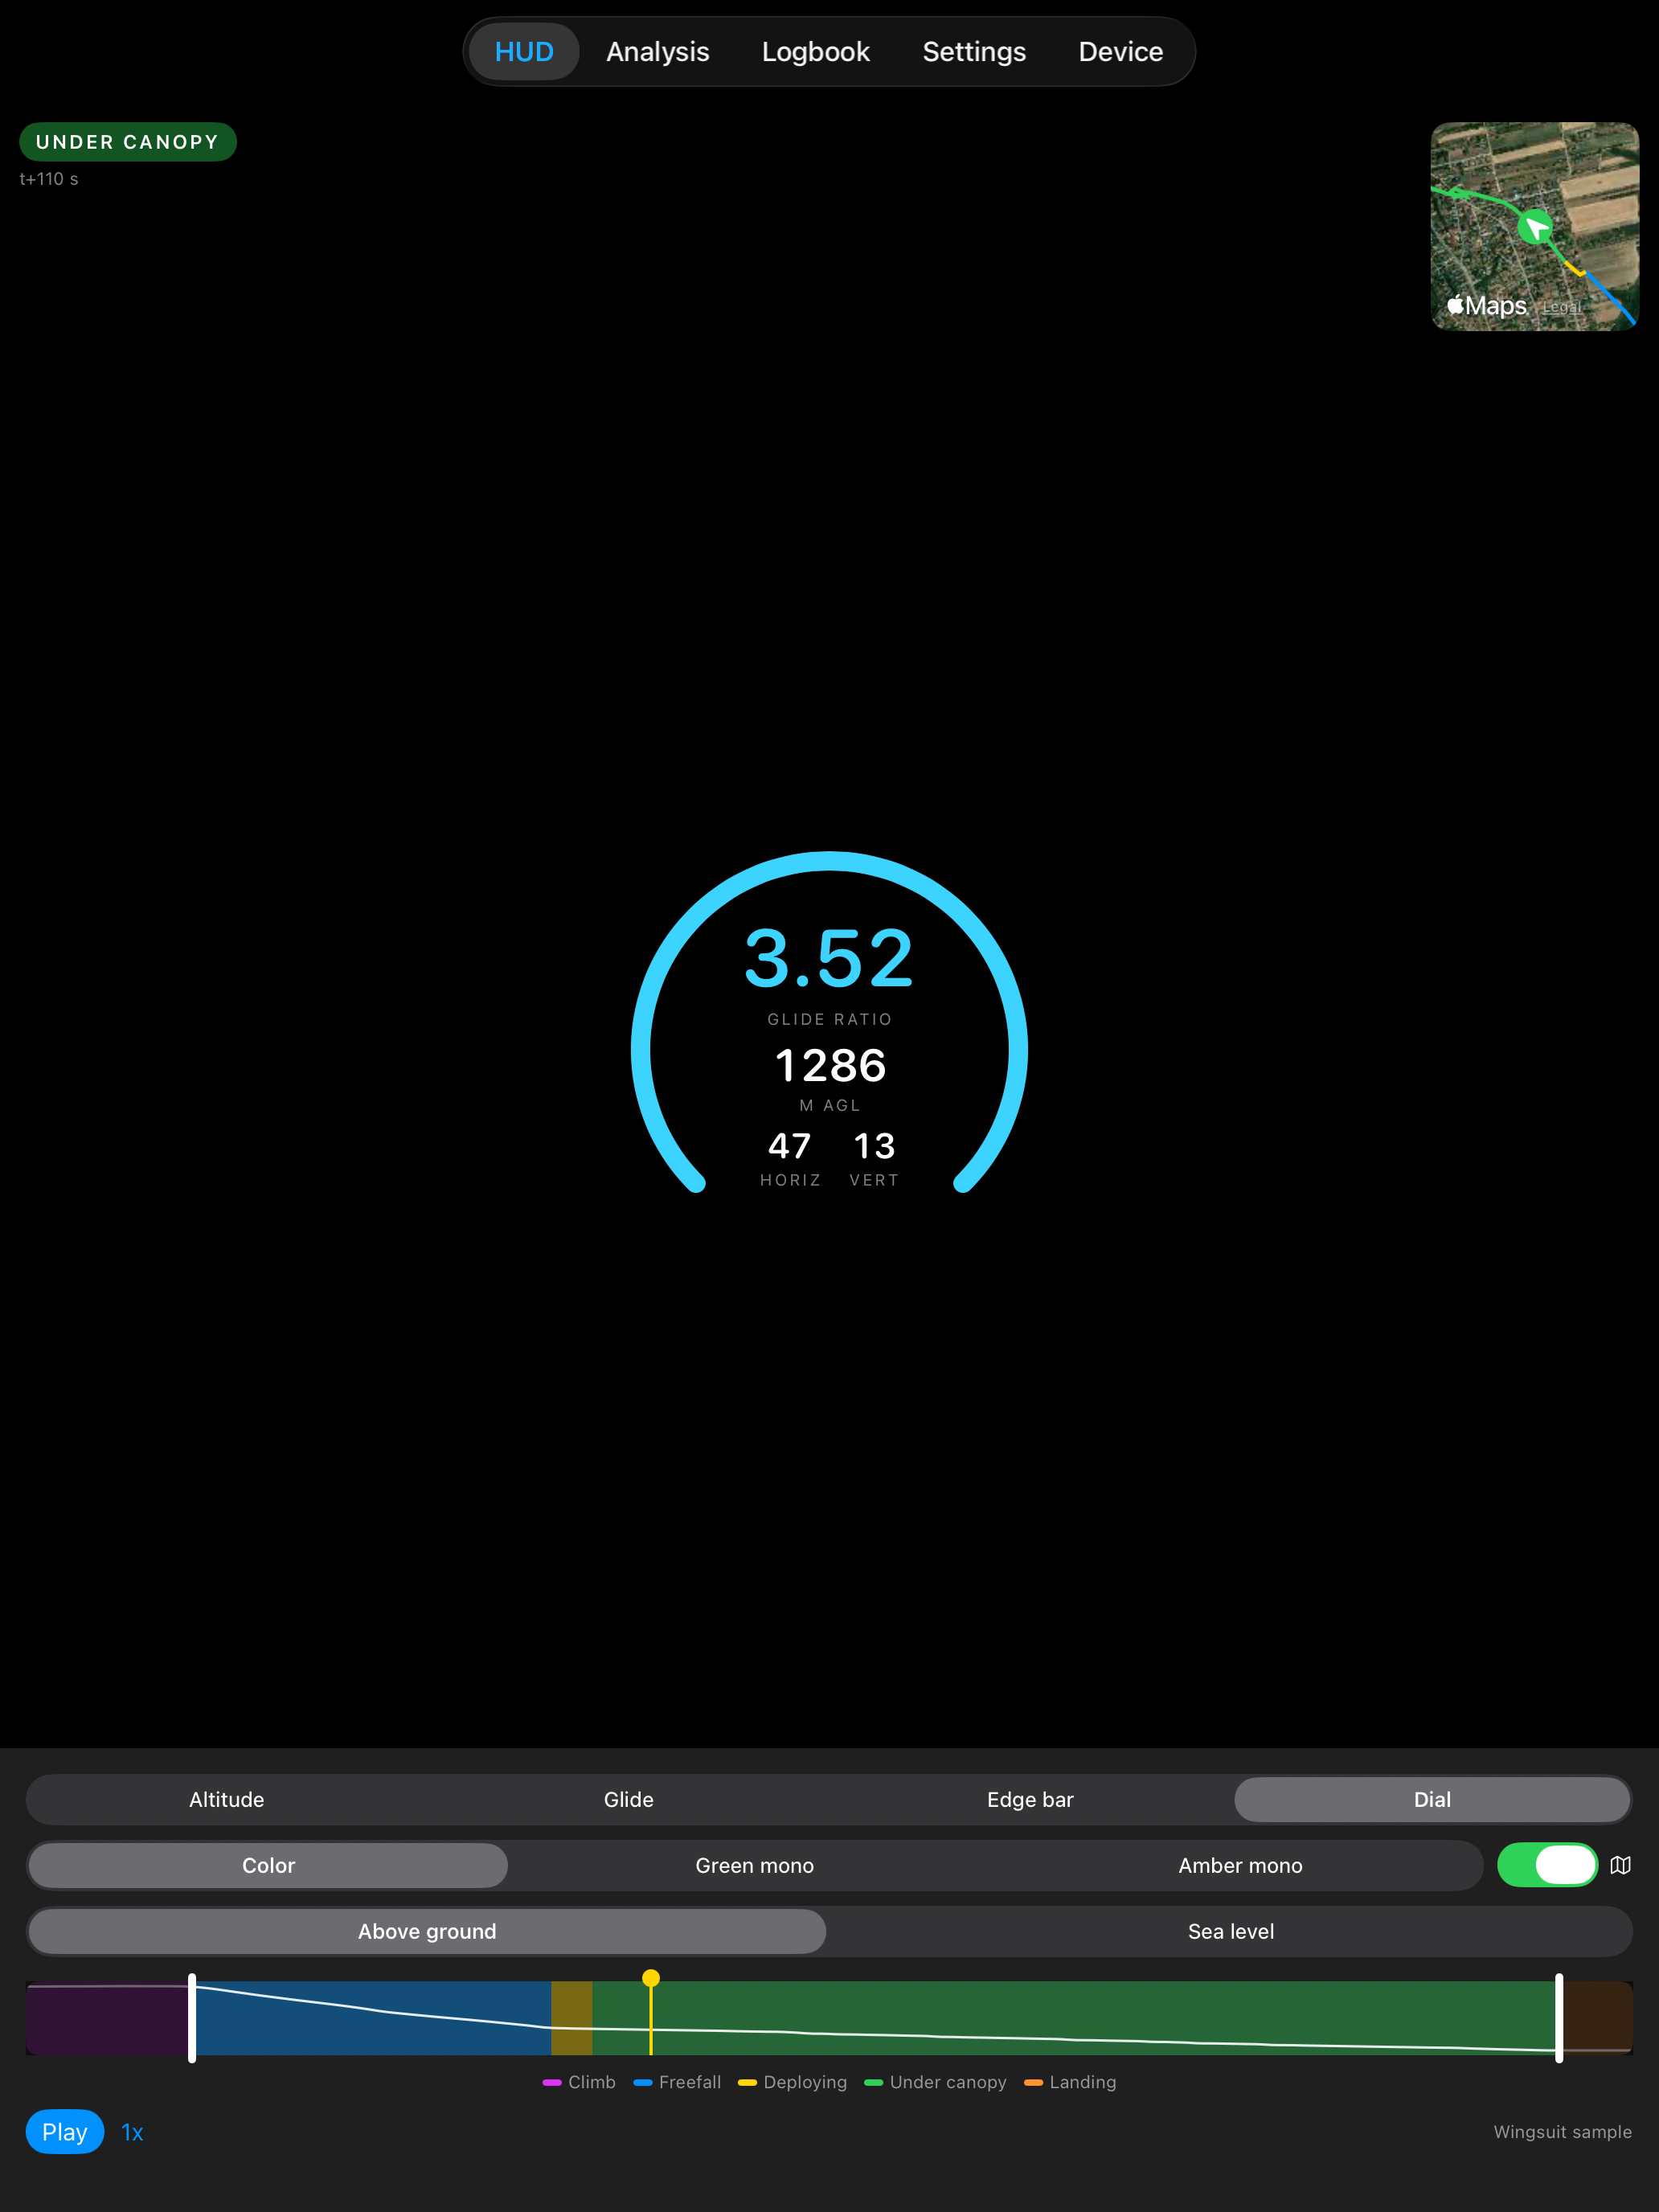 HUD Analysis Logbook Settings Device
UNDER CANOPY
t+110 s
Maps Legal
3.52
GLIDE RATIO
1286
M AGL
47 13
HORIZ VERT
Altitude Glide Edge bar Dial
Color Green mono Amber mono
Above ground Sea level
Climb Freefall Deploying Under canopy Landing
Play 1x Wingsuit sample